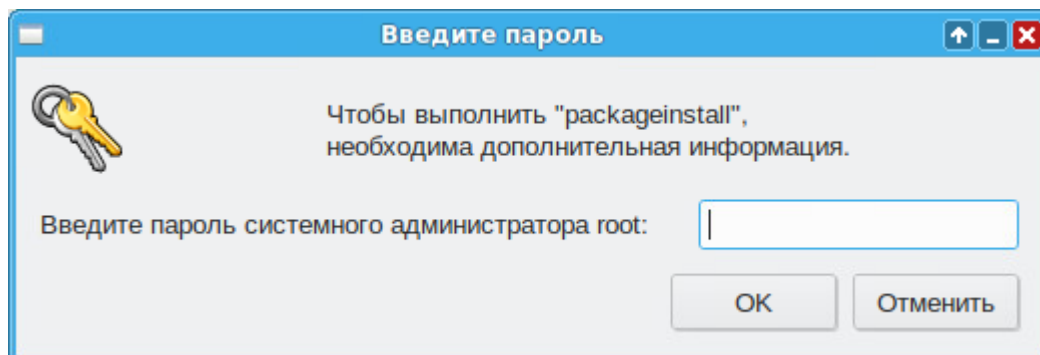 Введите пароль
Чтобы выполнить "packageinstall",
необходима дополнительная информация.
Введите пароль системного администратора root:
OK
Отменить